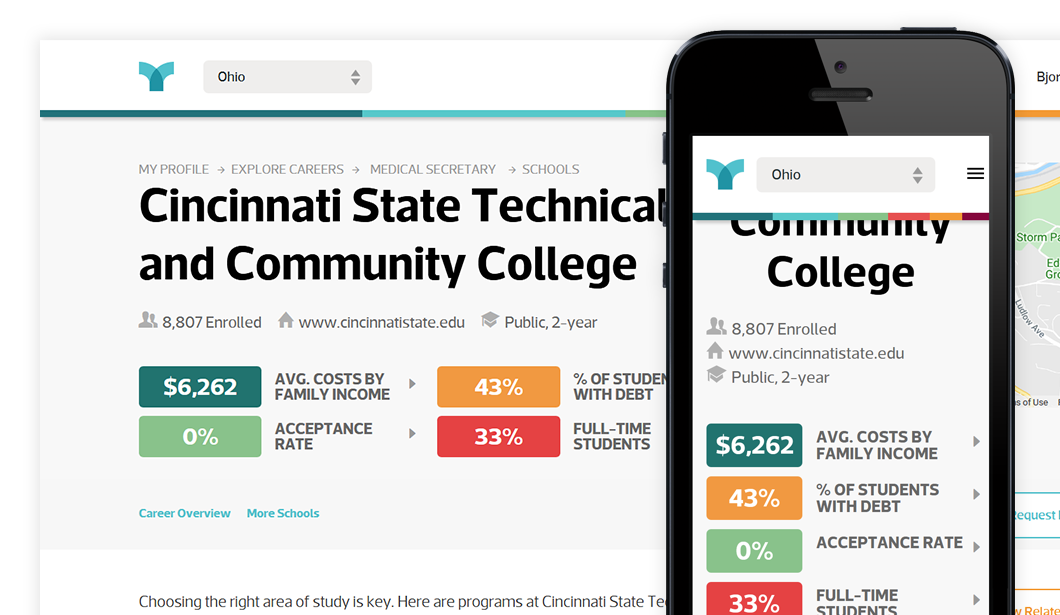 Ohio
MY PROFILE → EXPLORE CAREERS → MEDICAL SECRETARY → SCHOOLS
Cincinnati State Technical
and Community College
8,807 Enrolled www.cincinnatistate.edu Public, 2-year
$6,262 AVG. COSTS BY
FAMILY INCOME
43% % OF STUDEN
WITH DEBT
0% ACCEPTANCE
RATE
33% FULL-TIME
STUDENTS
Career Overview More Schools
Choosing the right area of study is key. Here are programs at Cincinnati State Te
Ohio
Community
College
8,807 Enrolled
www.cincinnatistate.edu
Public, 2-year
$6,262 AVG. COSTS BY
FAMILY INCOME
43% % OF STUDENTS
WITH DEBT
0% ACCEPTANCE RATE
33% FULL-TIME
STUDENTS
Bjor
Storm Pa
Ed
Gro
Ludlow Ave
s of Use
Request
Relate